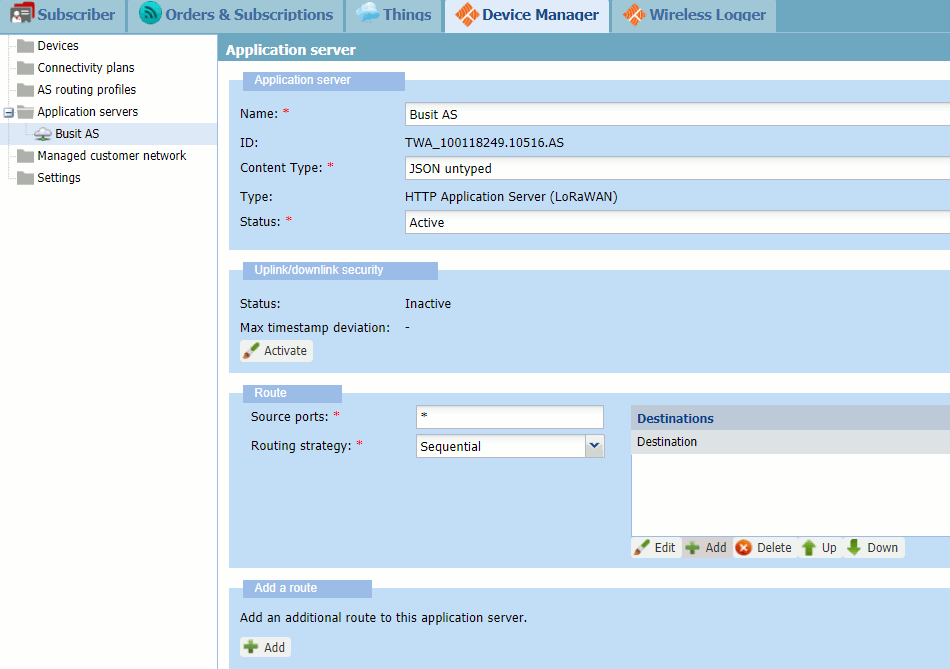 Subscriber Orders & Subscriptions Things Device Manager Wireless Logger
Devices
Connectivity plans
AS routing profiles
Application servers
Busit AS
Managed customer network
Settings
Application server
Application server
Name: * Busit AS
ID: TWA_100118249.10516.AS
Content Type: * JSON untyped
Type: HTTP Application Server (LoRaWAN)
Status: * Active
Uplink/downlink security
Status: Inactive
Max timestamp deviation: -
Activate
Route
Source ports: * *
Routing strategy: * Sequential
Destinations
Destination
Edit Add Delete Up Down
Add a route
Add an additional route to this application server.
Add